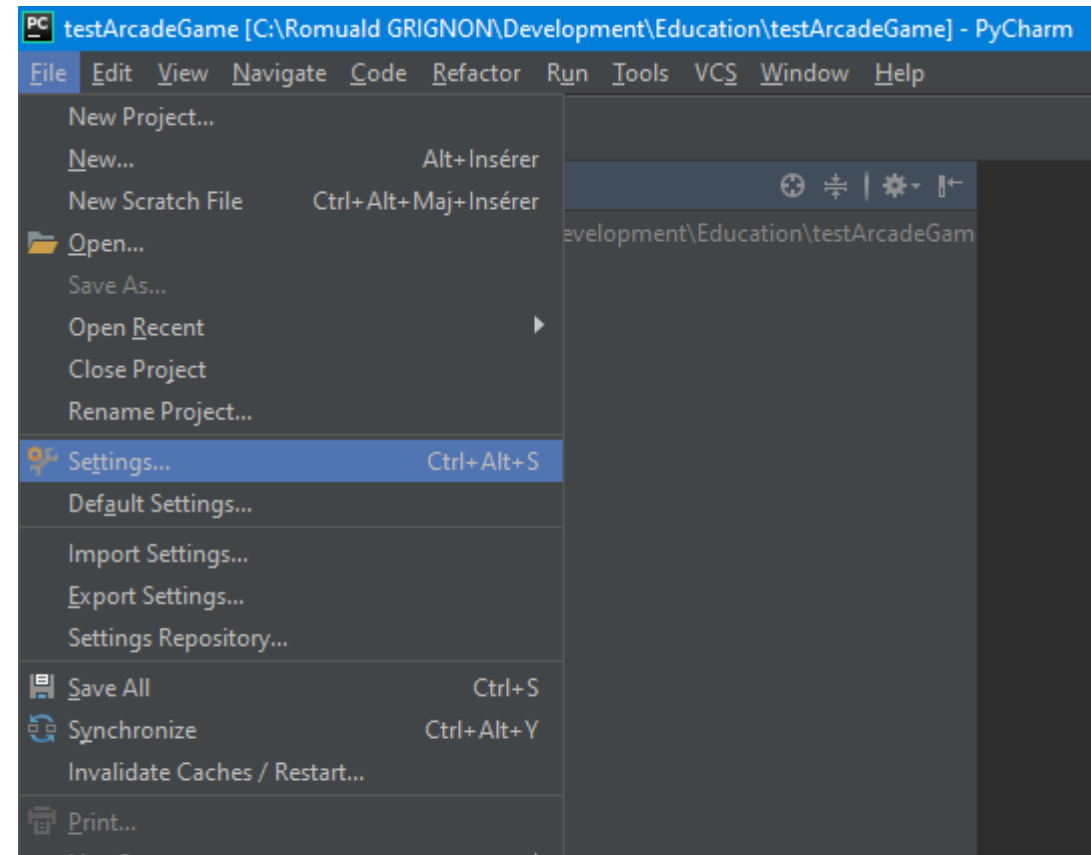 PC testArcadeGame [C:\Romuald GRIGNON\Development\Education\testArcadeGame] - PyCharm
File Edit View Navigate Code Refactor Run Tools VCS Window Help
New Project...
New... Alt+Insérer
New Scratch File Ctrl+Alt+Maj+Insérer
Open... evelopment\Education\testArcadeGam
Save As...
Open Recent
Close Project
Rename Project...
Settings... Ctrl+Alt+S
Default Settings...
Import Settings...
Export Settings...
Settings Repository...
Save All Ctrl+S
Synchronize Ctrl+Alt+Y
Invalidate Caches / Restart...
Print...